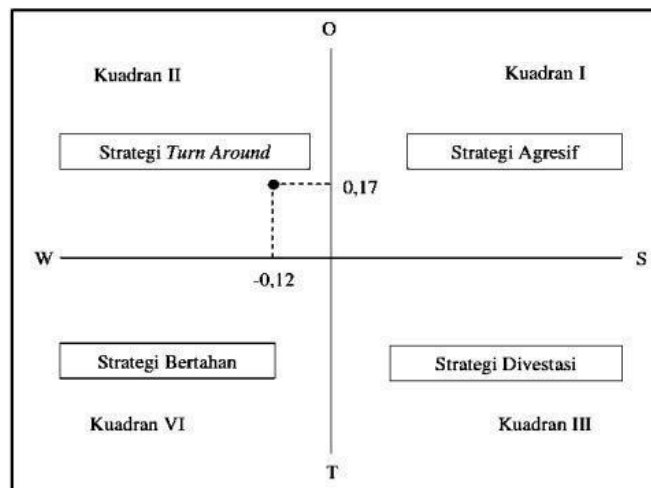 O
Kuadran II
Kuadran I
Strategi Turn Around
Strategi Agresif
0,17
W
S
-0,12
Strategi Bertahan
Strategi Divestasi
Kuadran VI
Kuadran III
T